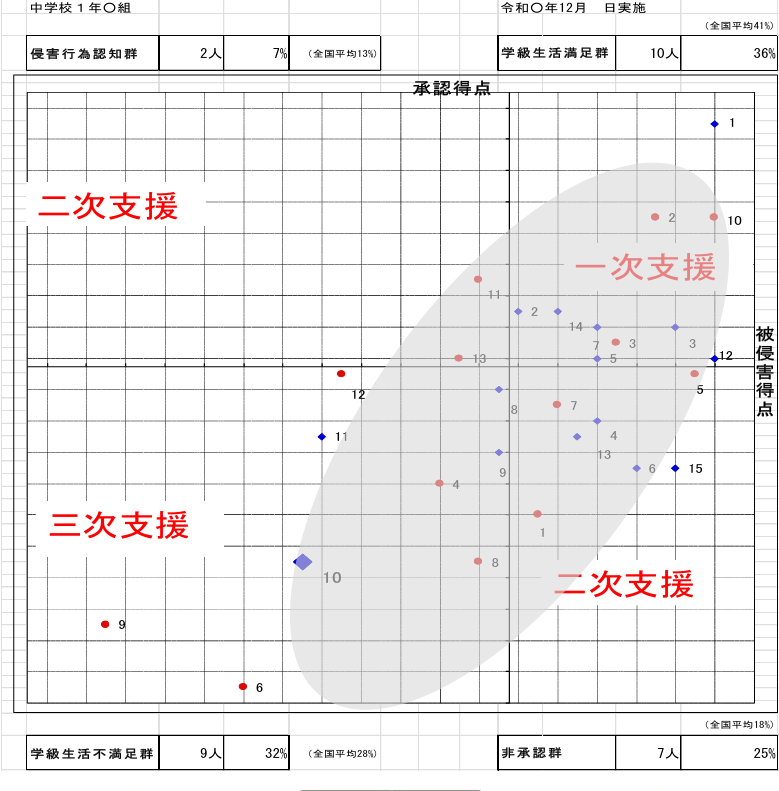 中学校１年〇組
令和〇年12月　日実施
(全国平均41%)
侵害行為認知群 2人 7% (全国平均13%)
学級生活満足群 10人 36%
承認得点
1
二次支援
2
10
一次支援
11
2
14
7
3
3
被侵害得点
13
5
12
12
5
8
7
11
4
13
9
6
15
4
三次支援
1
8
10
二次支援
9
6
(全国平均18%)
学級生活不満足群 9人 32% (全国平均28%)
非承認群 7人 25%